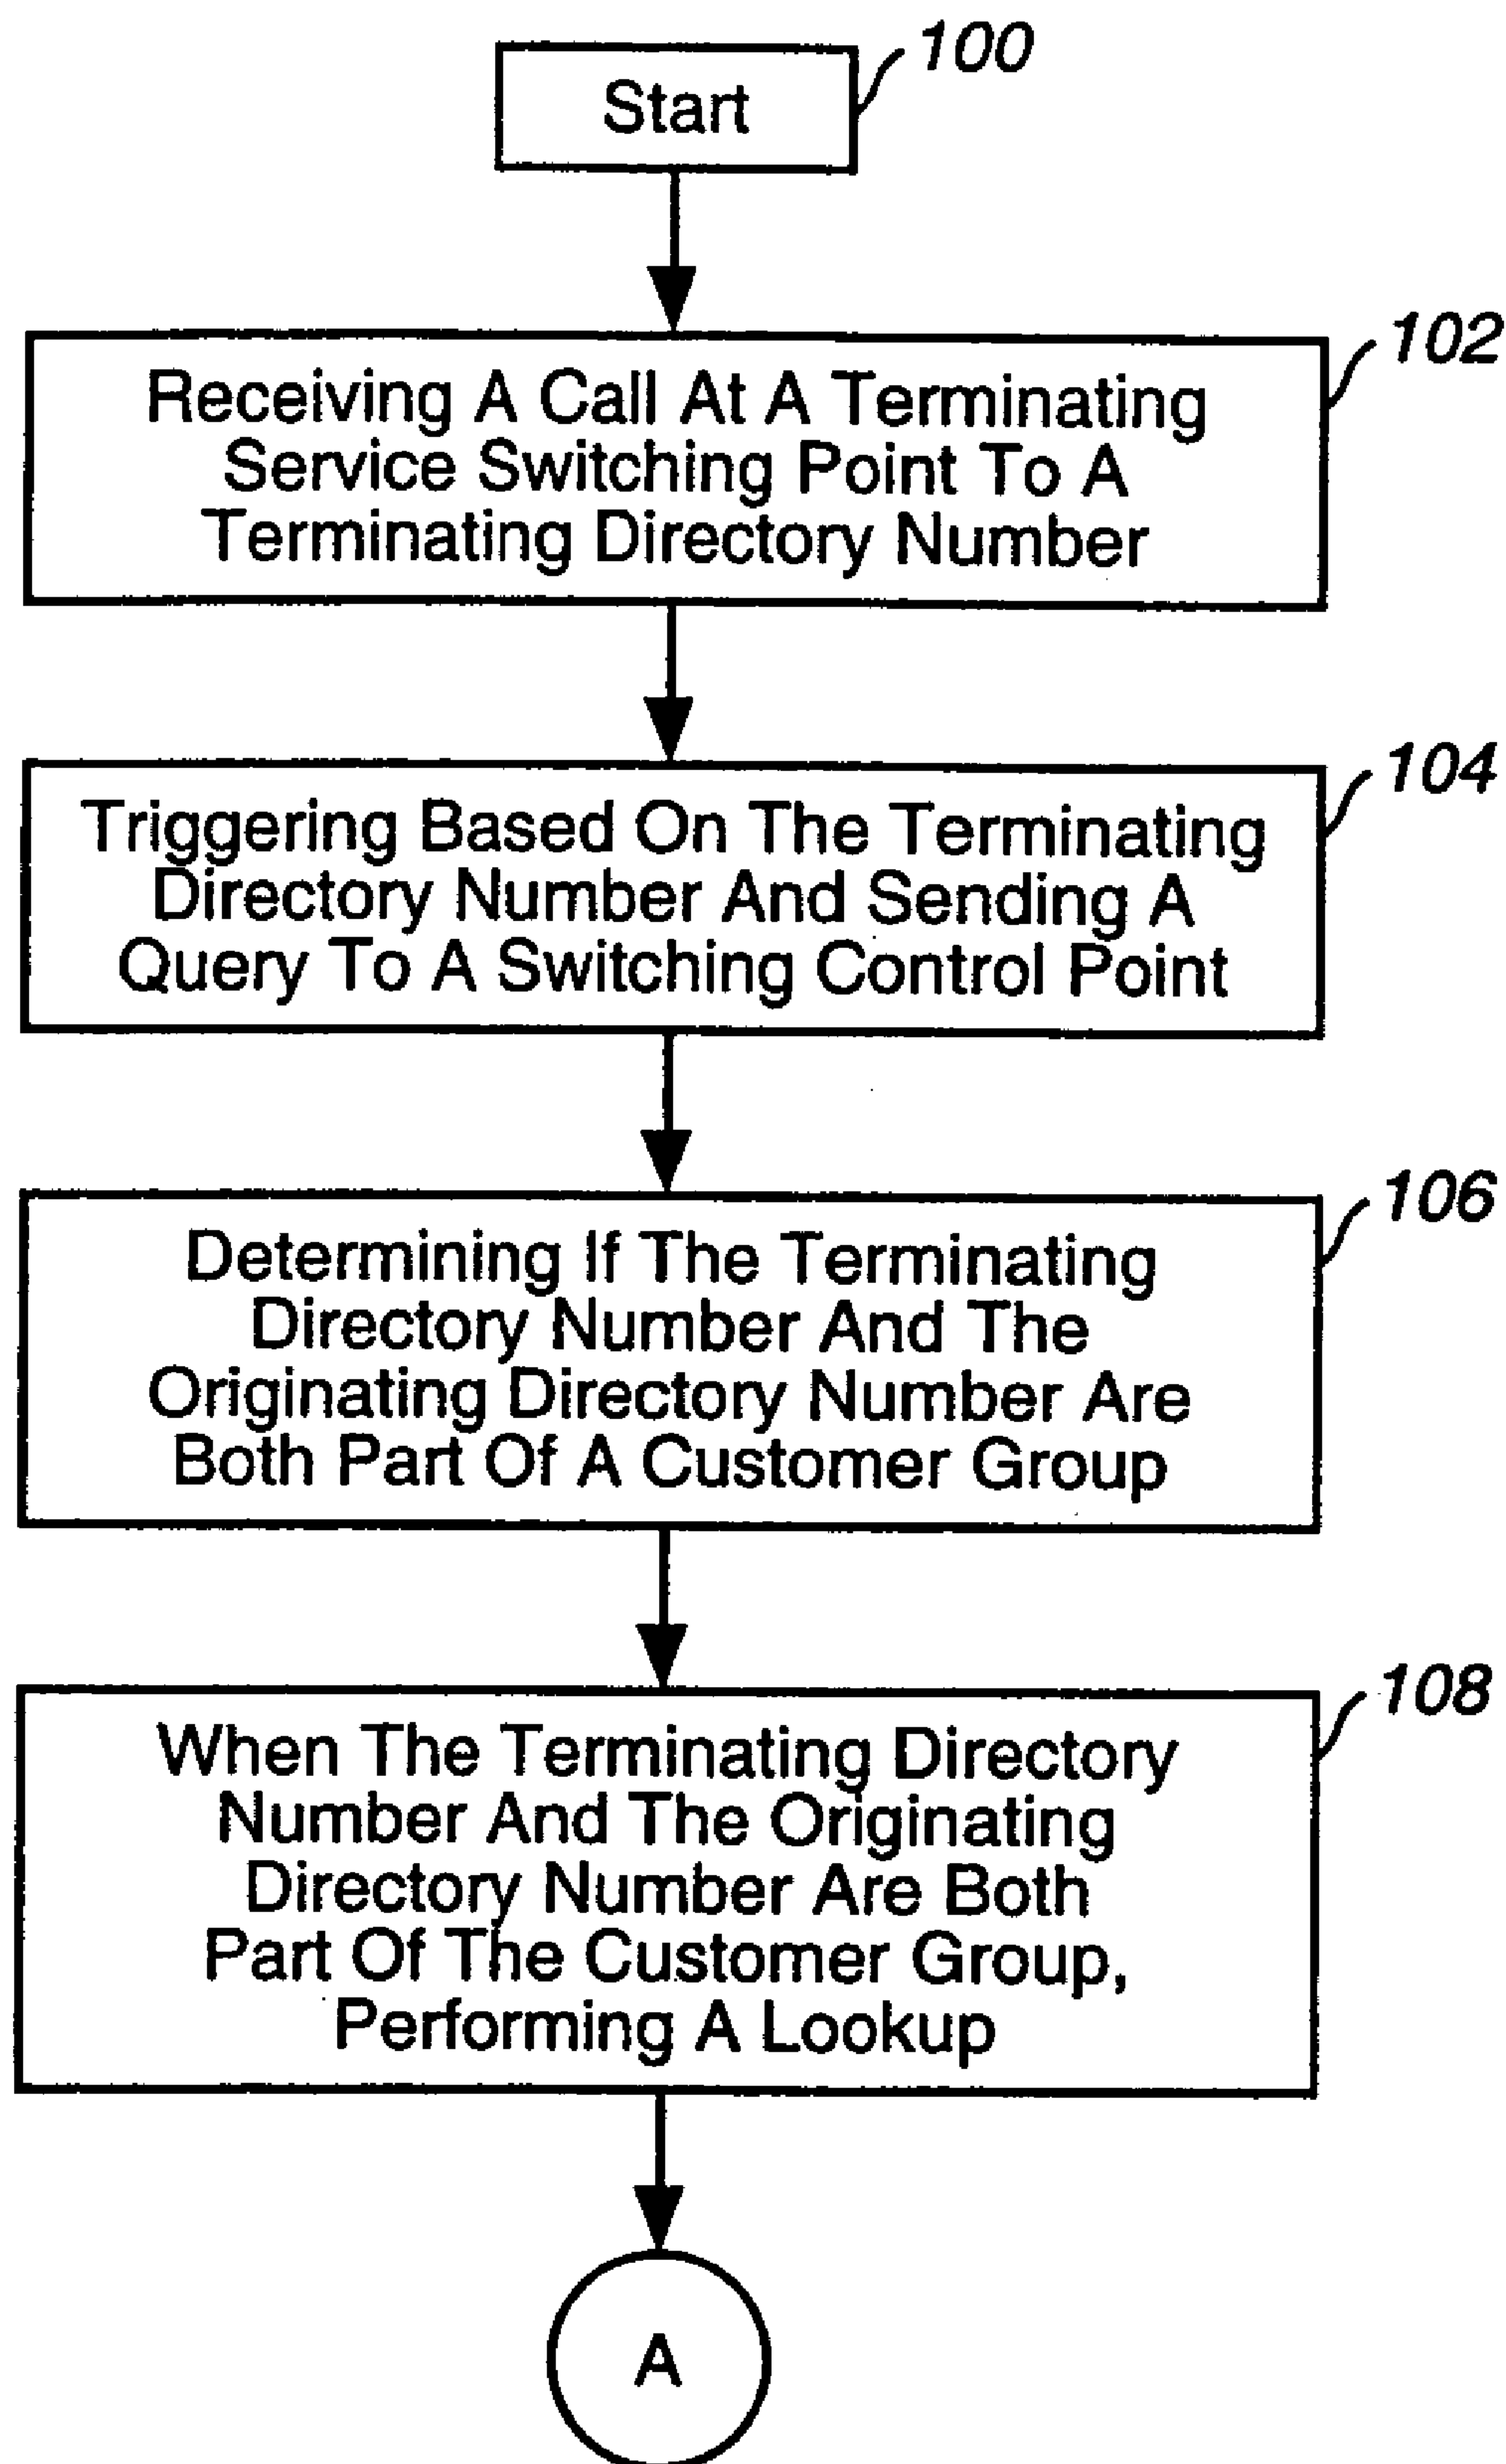 Start
100
102
Receiving A Call At A Terminating
Service Switching Point To A
Terminating Directory Number
104
Triggering Based On The Terminating
Directory Number And Sending A
Query To A Switching Control Point
106
Determining If The Terminating
Directory Number And The
Originating Directory Number Are
Both Part Of A Customer Group
108
When The Terminating Directory
Number And The Originating
Directory Number Are Both
Part Of The Customer Group,
Performing A Lookup
A